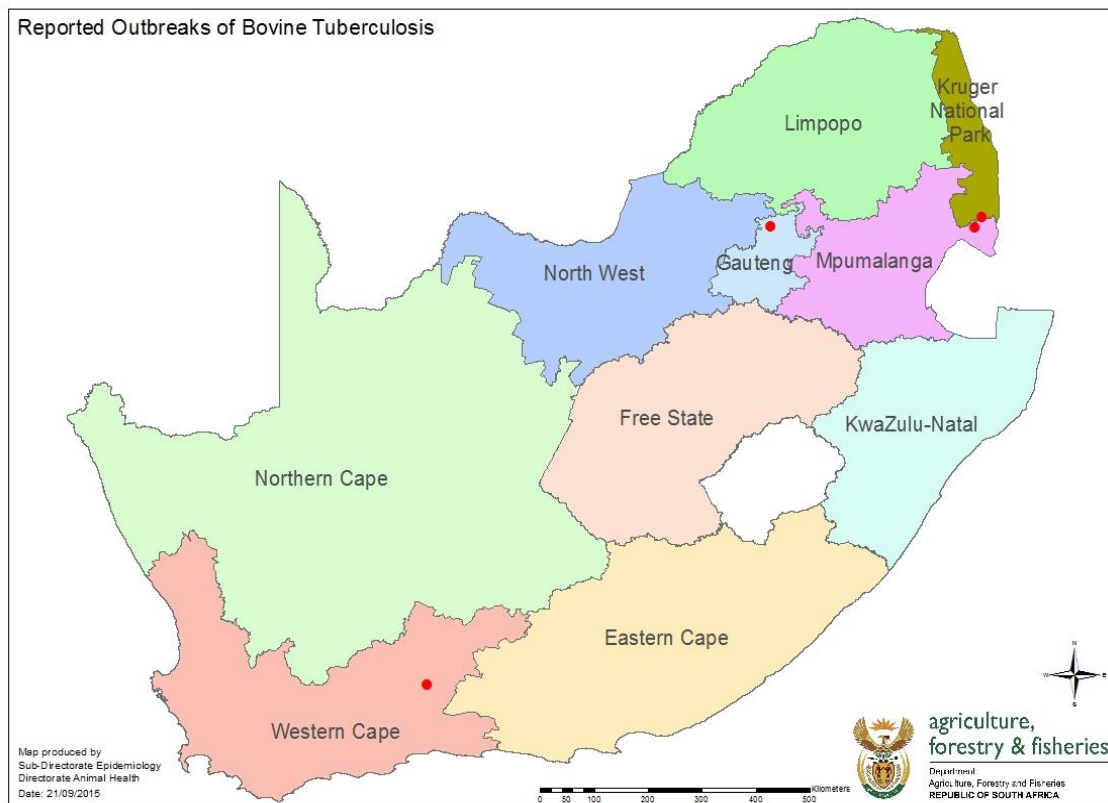 Reported Outbreaks of Bovine Tuberculosis
Kruger
National
Park
Limpopo
North West
Gauteng
Mpumalanga
Free State
KwaZulu-Natal
Northern Cape
Eastern Cape
Western Cape
N
W E
S
Map produced by
Sub-Directorate Epidemiology
Directorate Animal Health
Date: 21/09/2015
Kilometers
0 50 100 200 300 400 500
agriculture,
forestry & fisheries
Department:
Agriculture, Forestry and Fisheries
REPUBLIC OF SOUTH AFRICA